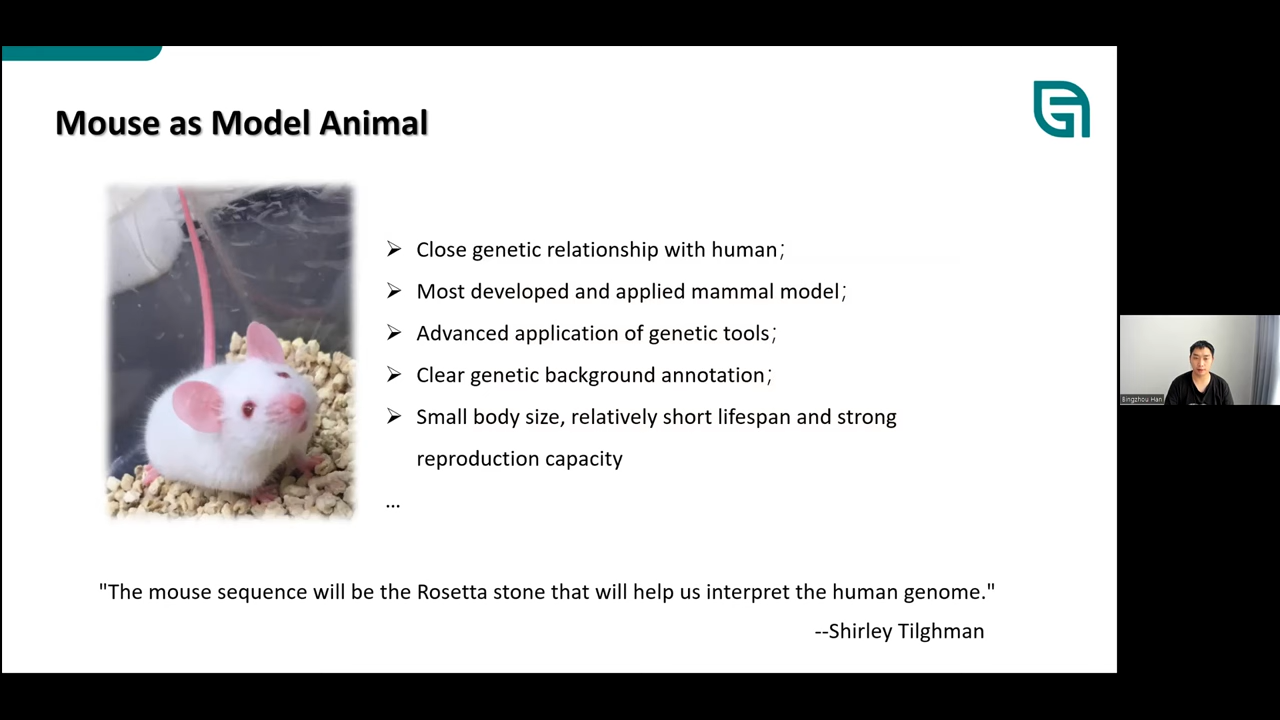 Mouse as Model Animal
➢ Close genetic relationship with human；
➢ Most developed and applied mammal model；
➢ Advanced application of genetic tools；
➢ Clear genetic background annotation；
➢ Small body size, relatively short lifespan and strong
reproduction capacity
...
"The mouse sequence will be the Rosetta stone that will help us interpret the human genome."
--Shirley Tilghman
Bingzhou Han